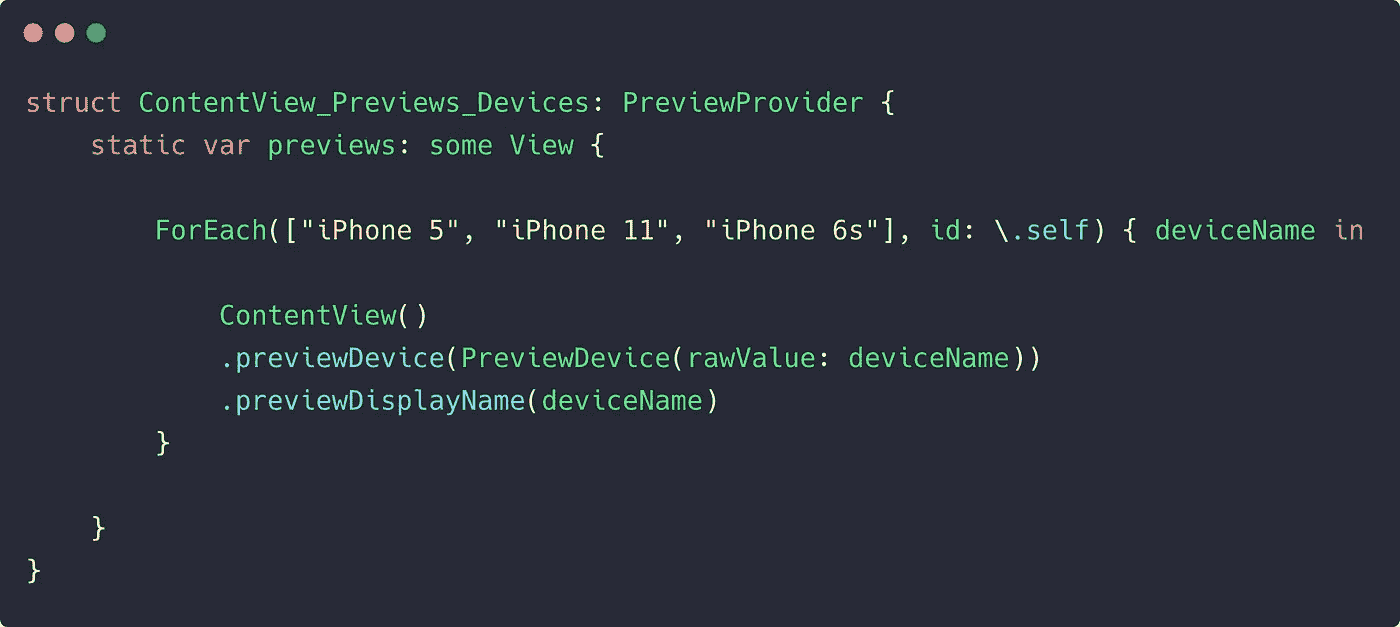 struct ContentView_Previews_Devices: PreviewProvider {
    static var previews: some View {
        ForEach(["iPhone 5", "iPhone 11", "iPhone 6s"], id: \.self) { deviceName in
            ContentView()
            .previewDevice(PreviewDevice(rawValue: deviceName))
            .previewDisplayName(deviceName)
        }
    }
}